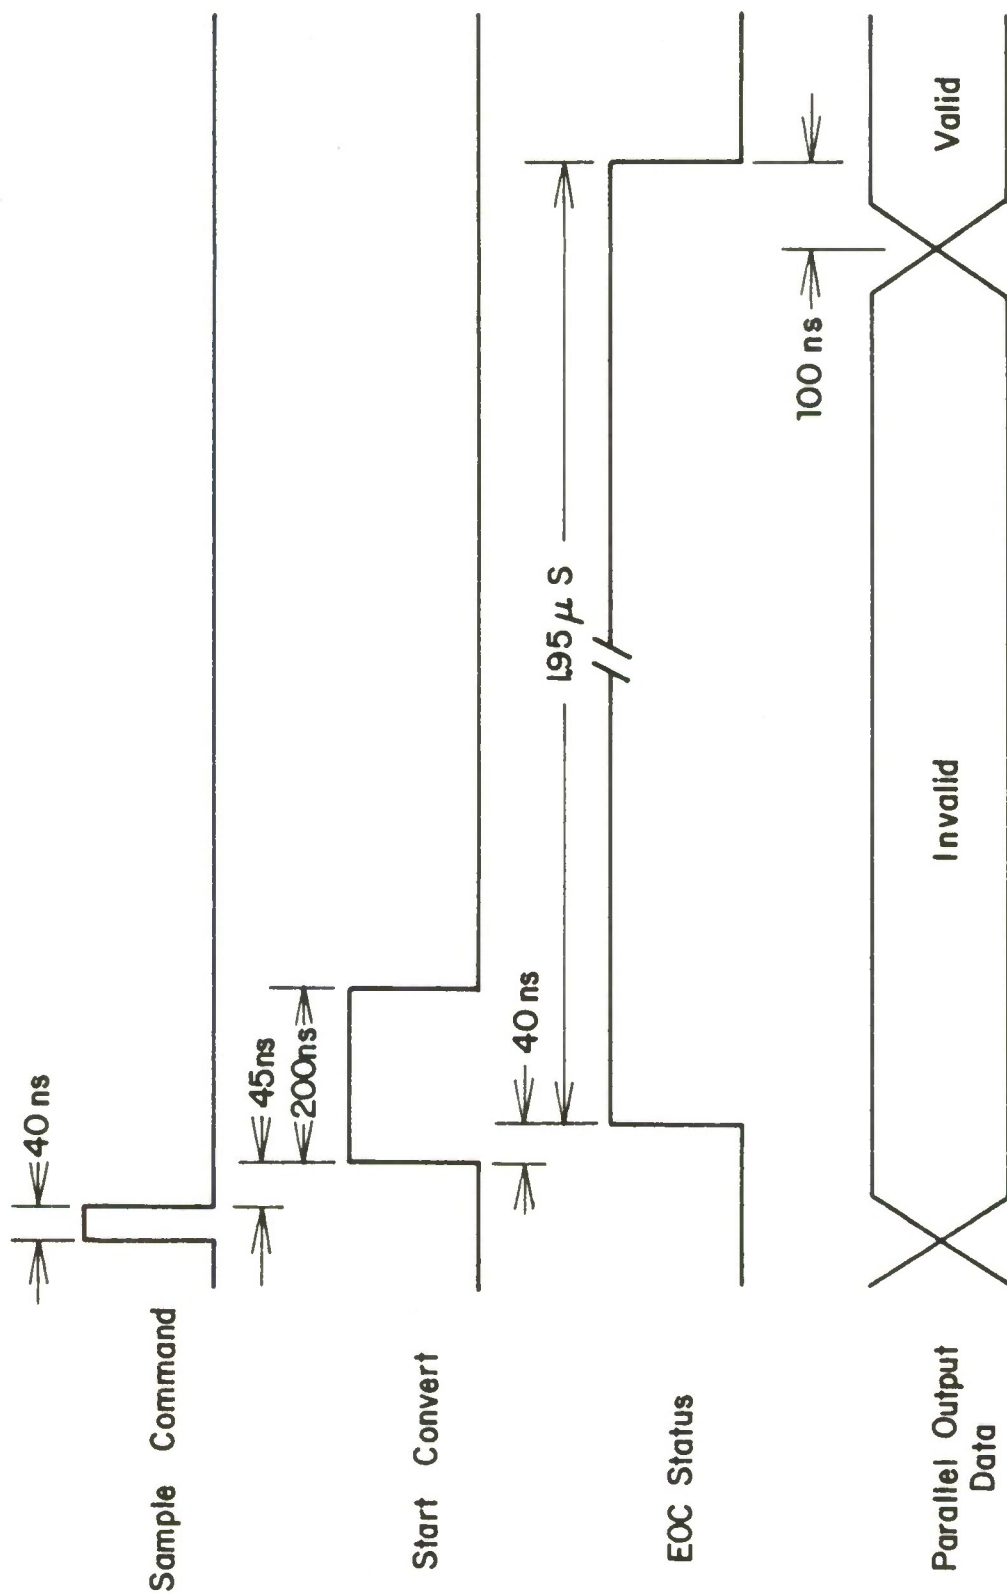 Sample Command
40 ns
Start Convert
45ns
200ns
EOC Status
40 ns
1.95 μ S
100 ns
Parallel Output
Data
Invalid
Valid